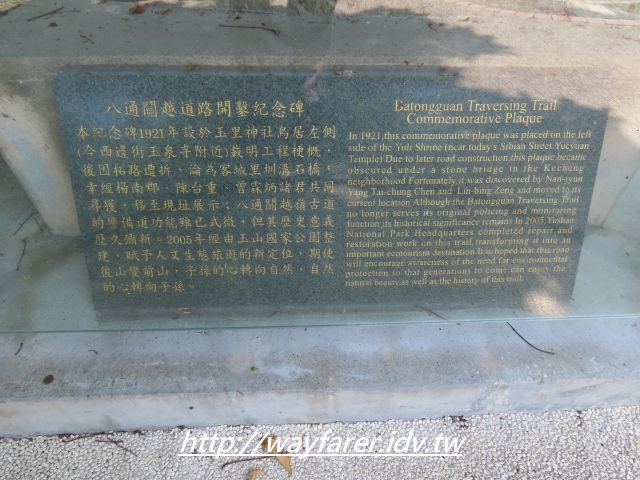 八通關越道路開鑿紀念碑
本紀念碑1921年設於玉里神社鳥居左側
(今西邊街玉泉寺附近)載明工程梗概,
後因拓路遭拆,淪為客城里圳溝石橋,
幸經楊南郡、陳台重、曾霖炳諸君共同
尋獲,移至現址展示;八通關越嶺古道
的警備道功能雖已式微,但其歷史意義
歷久彌新。2005年經由玉山國家公園整
建,賦予人文生態旅遊的新定位,期使
後山變前山,子孫的心轉向自然,自然
的心轉向子孫。
Batongguan Traversing Trail
Commemorative Plaque
In 1921,this commemorative plaque was placed on the left
side of the Yuli Shrine (near today's Sibian Street Yucyuan
Temple) Due to later road construction,this plaque became
obscured under a stone bridge in the Kecheng
neighborhood Fortunately,it was discovered by Nan-jyun
Yang Tai-chung Chen and Lin-bing Zeng and moved to its
current location Although the Batongguan Traversing Trail
no longer serves its original policing and monitoring
function,its historical significance remains In 2005,Yushan
National Park Headquarters completed repair and
restoration work on this trail,transforming it into an
important ecotourism destination It is hoped that this road
will encourage awareness of the need for environmental
protection so that generations to come can enjoy the
natural beauty,as well as the history of this trail.
http://wayfarer.idv.tw